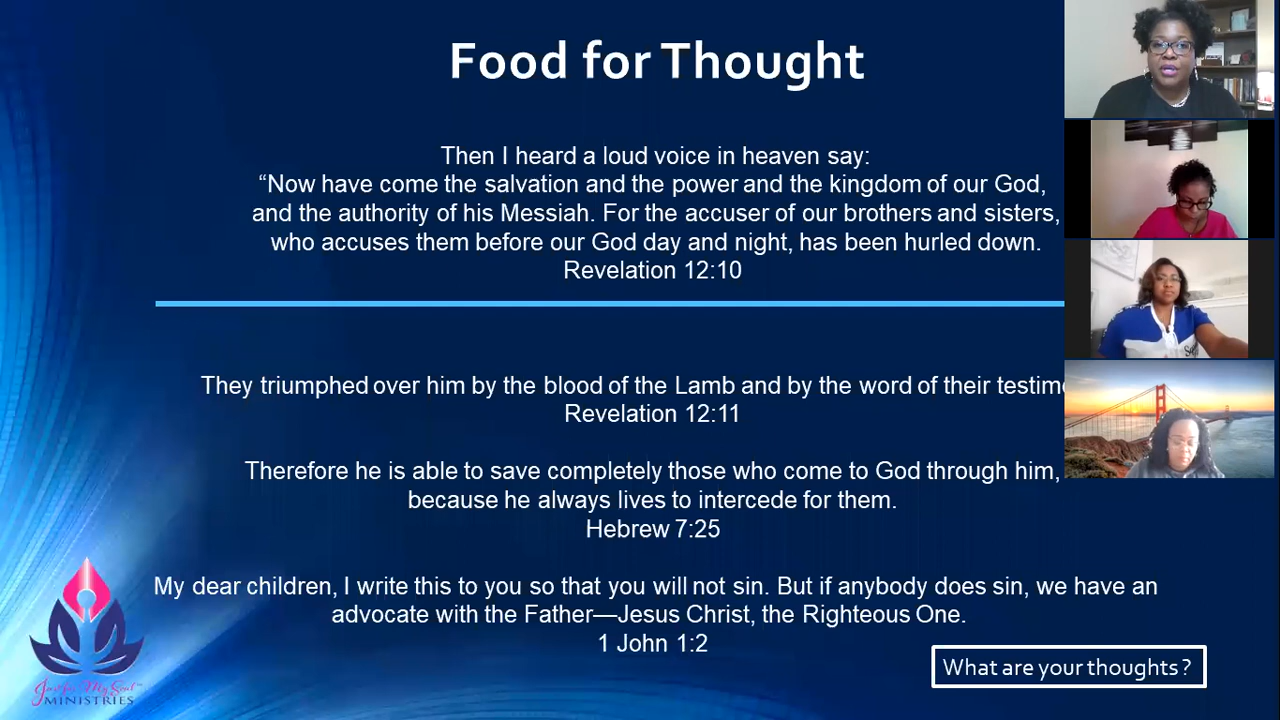 Food for Thought
Then I heard a loud voice in heaven say:
“Now have come the salvation and the power and the kingdom of our God,
and the authority of his Messiah. For the accuser of our brothers and sisters,
who accuses them before our God day and night, has been hurled down.
Revelation 12:10
They triumphed over him by the blood of the Lamb and by the word of their testimo
Revelation 12:11
Therefore he is able to save completely those who come to God through him,
because he always lives to intercede for them.
Hebrew 7:25
My dear children, I write this to you so that you will not sin. But if anybody does sin, we have an
advocate with the Father—Jesus Christ, the Righteous One.
1 John 1:2
What are your thoughts?
My Soul
MINISTRIES